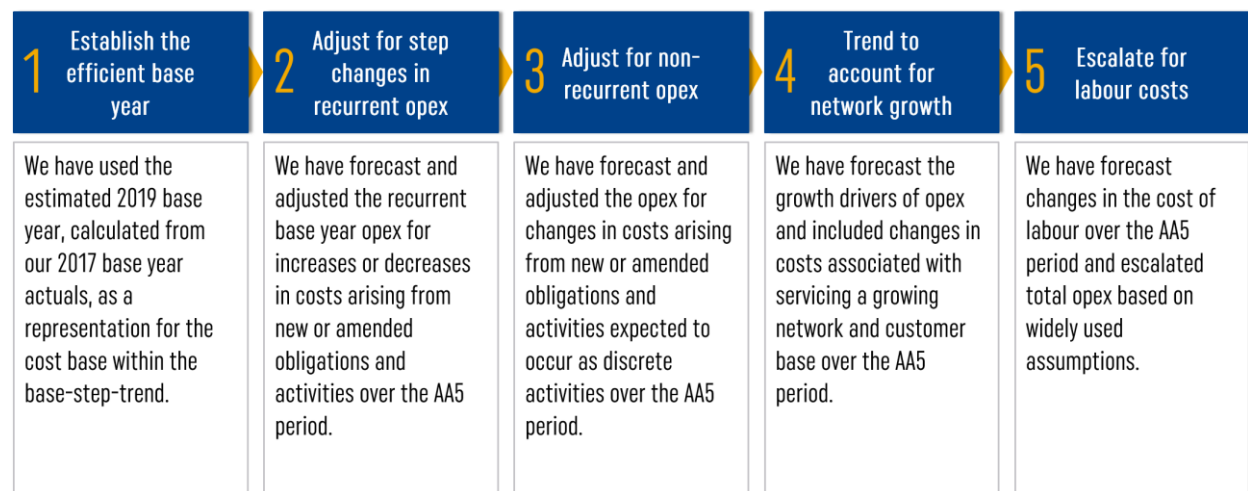 1
Establish the
efficient base
year
2
Adjust for step
changes in
recurrent opex
3
Adjust for non-
recurrent opex
4
Trend to
account for
network growth
5
Escalate for
labour costs
We have used the
estimated 2019 base
year, calculated from
our 2017 base year
actuals, as a
representation for the
cost base within the
base-step-trend.
We have forecast and
adjusted the recurrent
base year opex for
increases or decreases
in costs arising from
new or amended
obligations and
activities over the AA5
period.
We have forecast and
adjusted the opex for
changes in costs arising
from new or amended
obligations and
activities expected to
occur as discrete
activities over the AA5
period.
We have forecast the
growth drivers of opex
and included changes in
costs associated with
servicing a growing
network and customer
base over the AA5
period.
We have forecast
changes in the cost of
labour over the AA5
period and escalated
total opex based on
widely used
assumptions.